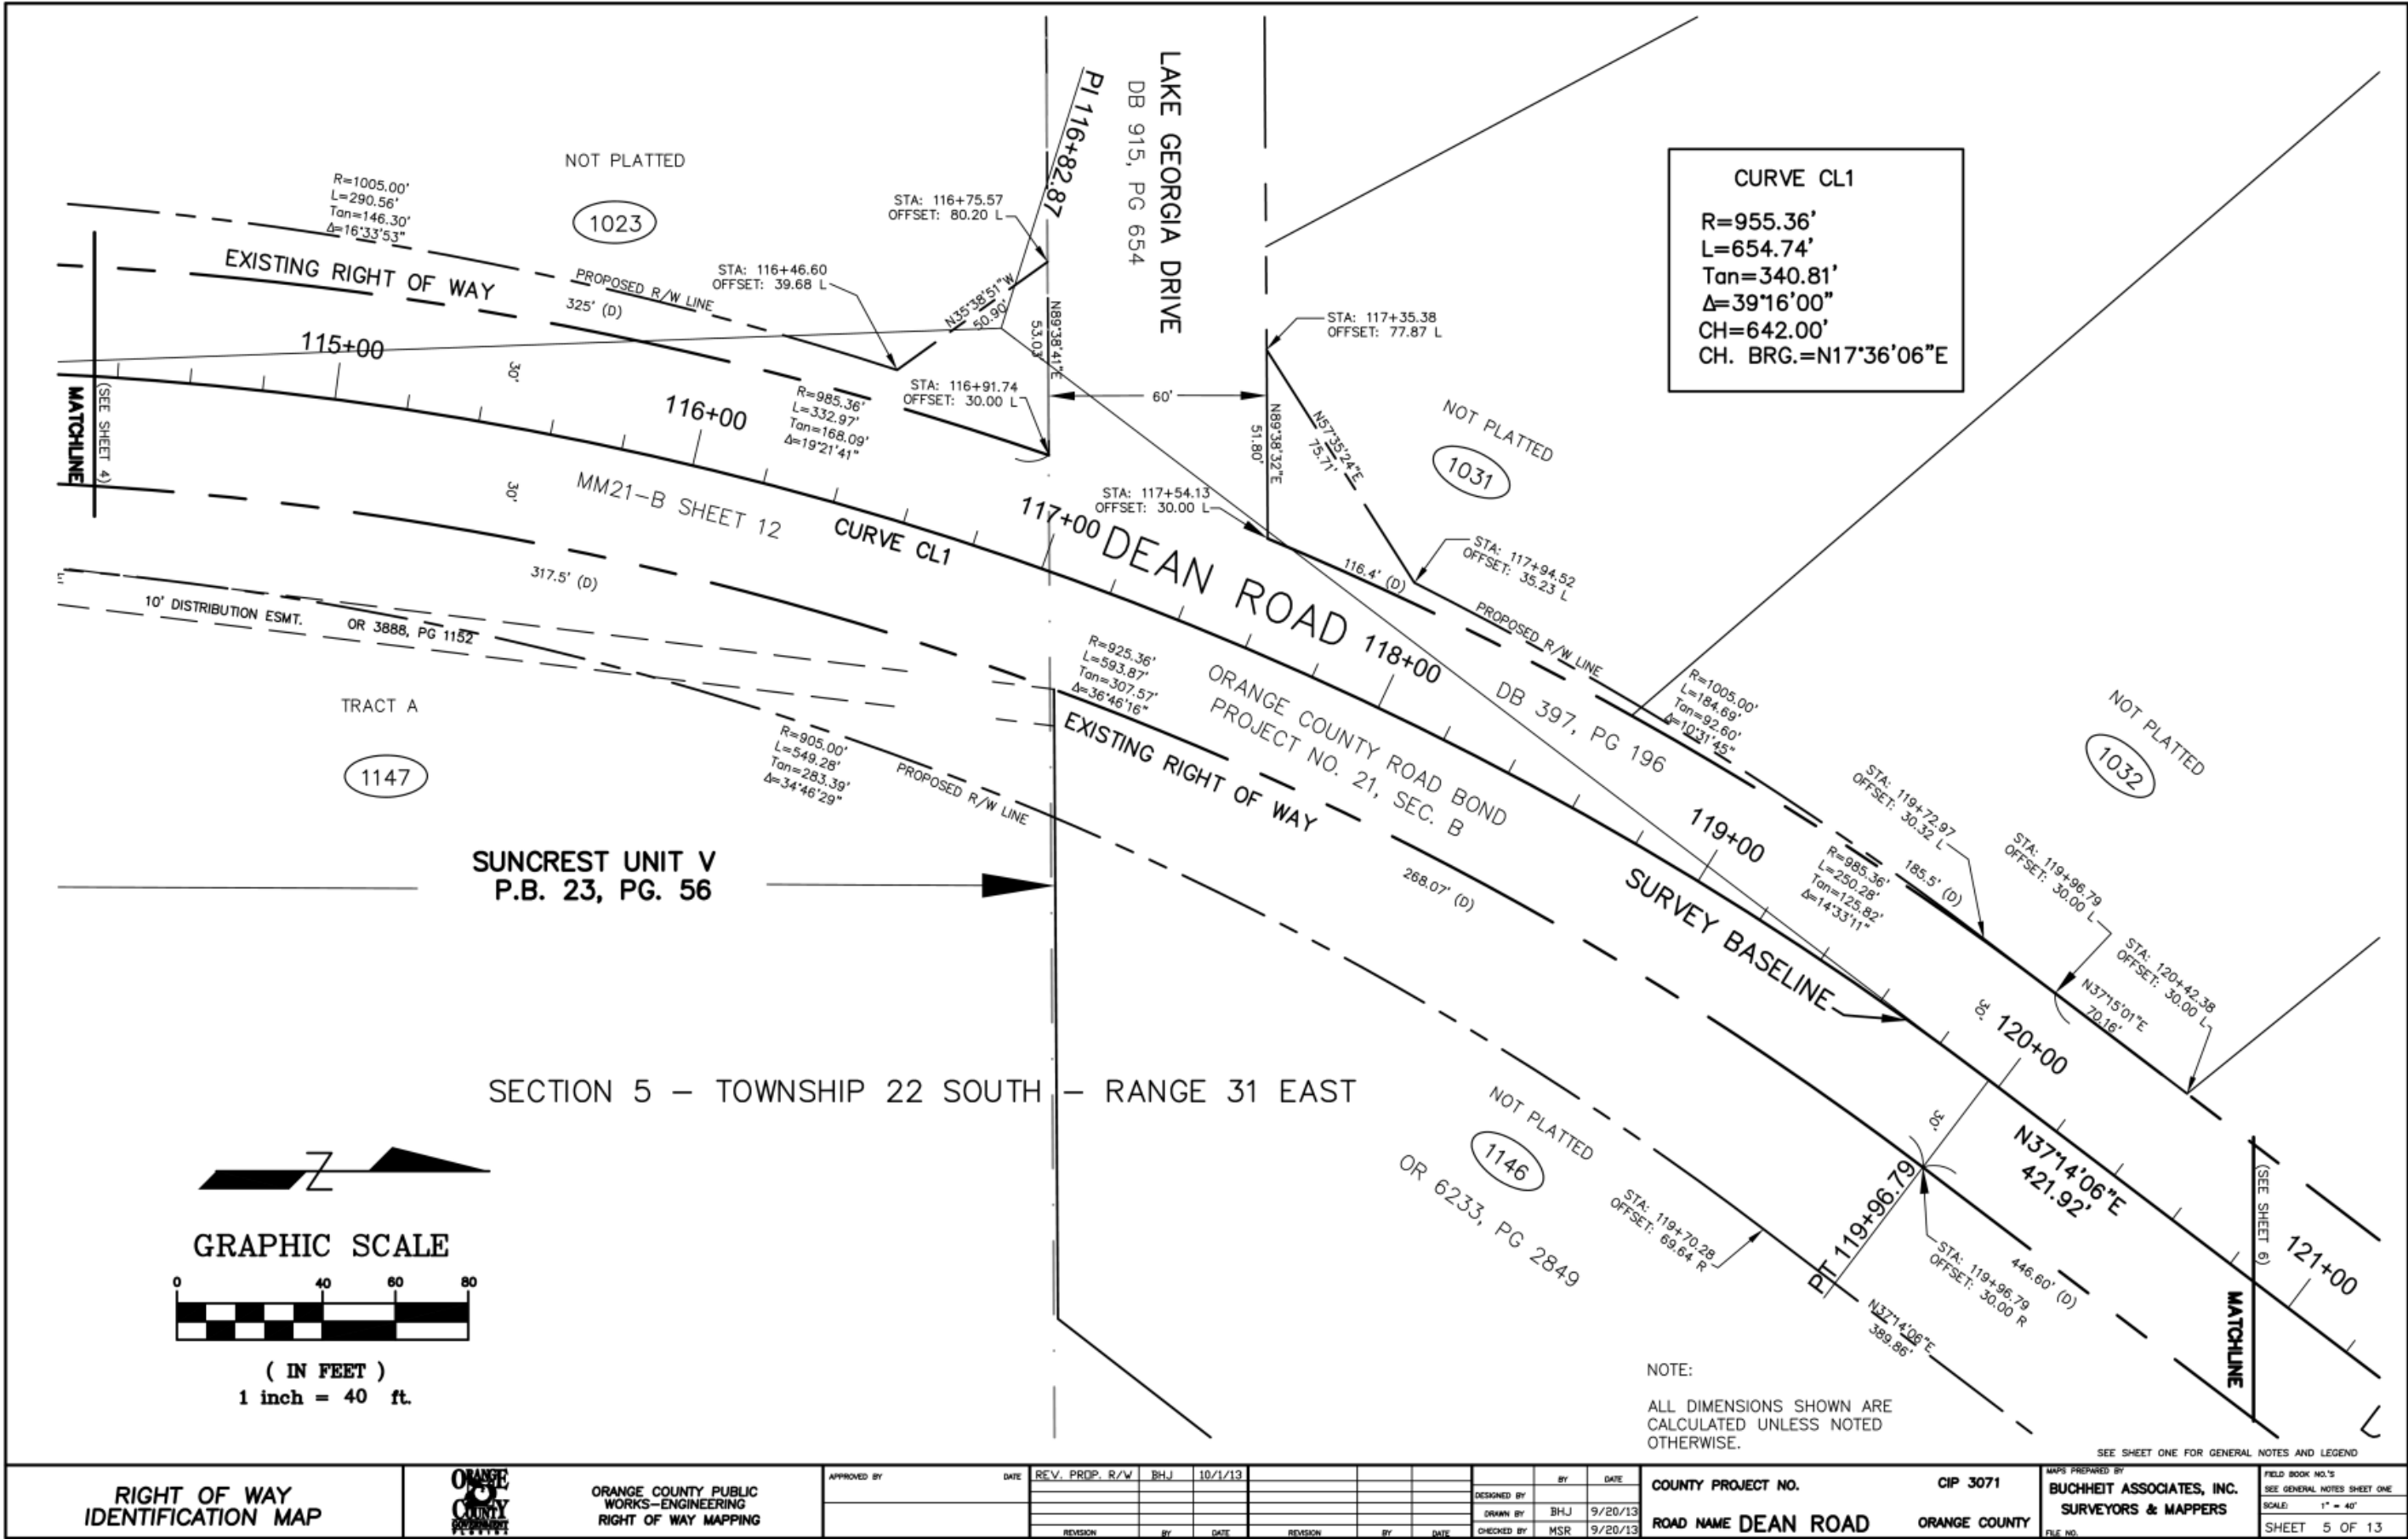 NOT PLATTED
1023
R=1005.00'
L=290.56'
Tan=146.30'
Δ=16°33'53"
EXISTING RIGHT OF WAY
PROPOSED R/W LINE
325' (D)
115+00
30'
30'
MATCHLINE
(SEE SHEET 4)
STA: 116+46.60
OFFSET: 39.68 L
STA: 116+75.57
OFFSET: 80.20 L
N35°38'51"W
50.90'
PI 116+82.87
LAKE GEORGIA DRIVE
DB 915, PG 654
N89°38'41"E
53.03'
STA: 116+91.74
OFFSET: 30.00 L
60'
R=985.36'
L=332.97'
Tan=168.09'
Δ=19°21'41"
116+00
MM21-B SHEET 12
CURVE CL1
317.5' (D)
10' DISTRIBUTION ESMT.
OR 3888, PG 1152
E
TRACT A
1147
R=905.00'
L=549.28'
Tan=283.39'
Δ=34°46'29"
PROPOSED R/W LINE
SUNCREST UNIT V
P.B. 23, PG. 56
STA: 117+35.38
OFFSET: 77.87 L
N89°38'32"E
51.80'
N57°35'24"E
75.71'
STA: 117+54.13
OFFSET: 30.00 L
117+00
DEAN ROAD
NOT PLATTED
1031
STA: 117+94.52
OFFSET: 35.23 L
116.4' (D)
PROPOSED R/W LINE
118+00
CURVE CL1
R=955.36'
L=654.74'
Tan=340.81'
Δ=39°16'00"
CH=642.00'
CH. BRG.=N17°36'06"E
R=925.36'
L=593.87'
Tan=307.57'
Δ=36°46'16"
EXISTING RIGHT OF WAY
ORANGE COUNTY ROAD BOND
PROJECT NO. 21, SEC. B
DB 397, PG 196
R=1005.00'
L=184.69'
Tan=92.60'
Δ=10°31'45"
NOT PLATTED
1032
119+00
STA: 119+72.97
OFFSET: 30.32 L
STA: 119+96.79
OFFSET: 30.00 L
STA: 120+42.38
OFFSET: 30.00 L
R=985.36'
L=250.28'
Tan=125.82'
Δ=14°33'11"
185.5' (D)
N37°15'01"E
70.16'
268.07' (D)
SURVEY BASELINE
30'
120+00
30'
N37°14'06"E
421.92'
SECTION 5 - TOWNSHIP 22 SOUTH - RANGE 31 EAST
NOT PLATTED
1146
OR 6233, PG 2849
STA: 119+70.28
OFFSET: 69.64 R
PT 119+96.79
STA: 119+96.79
OFFSET: 30.00 R
446.60' (D)
N37°14'06"E
389.86'
(SEE SHEET 6)
MATCHLINE
121+00
Z
GRAPHIC SCALE
0 40 60 80
( IN FEET )
1 inch = 40 ft.
NOTE:
ALL DIMENSIONS SHOWN ARE
CALCULATED UNLESS NOTED
OTHERWISE.
SEE SHEET ONE FOR GENERAL NOTES AND LEGEND
RIGHT OF WAY
IDENTIFICATION MAP
ORANGE
COUNTY
GOVERNMENT
FLORIDA
ORANGE COUNTY PUBLIC
WORKS-ENGINEERING
RIGHT OF WAY MAPPING
APPROVED BY DATE
REV. PROP. R/W BHJ 10/1/13
REVISION BY DATE REVISION BY DATE
BY DATE
DESIGNED BY
DRAWN BY BHJ 9/20/13
CHECKED BY MSR 9/20/13
COUNTY PROJECT NO. CIP 3071
ROAD NAME DEAN ROAD ORANGE COUNTY
MAPS PREPARED BY
BUCHHEIT ASSOCIATES, INC.
SURVEYORS & MAPPERS
FILE NO.
FIELD BOOK NO.'S
SEE GENERAL NOTES SHEET ONE
SCALE: 1" = 40'
SHEET 5 OF 13